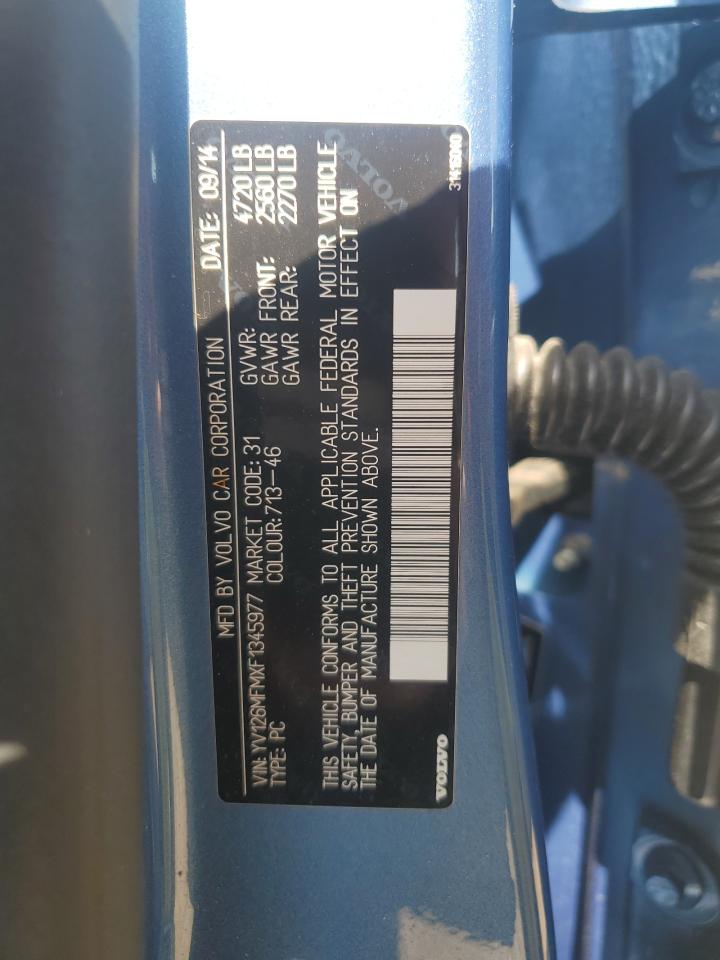 MFD BY VOLVO CAR CORPORATION DATE: 09/14
VIN: YV126MFMXF1345977 MARKET CODE: 31 GVWR: 4720 LB
TYPE: PC COLOUR: 713-46 GAWR FRONT: 2560 LB
GAWR REAR: 2270 LB
THIS VEHICLE CONFORMS TO ALL APPLICABLE FEDERAL MOTOR VEHICLE
SAFETY, BUMPER AND THEFT PREVENTION STANDARDS IN EFFECT ON
THE DATE OF MANUFACTURE SHOWN ABOVE.
VOLVO